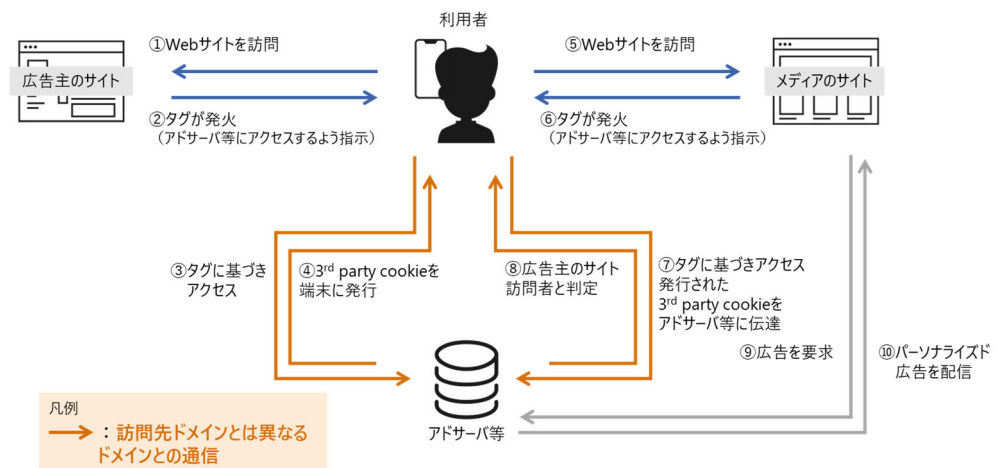 利用者
①Webサイトを訪問
広告主のサイト
②タグが発火
（アドサーバ等にアクセスするよう指示）
⑤Webサイトを訪問
メディアのサイト
⑥タグが発火
（アドサーバ等にアクセスするよう指示）
③タグに基づき
アクセス
④3rd party cookieを
端末に発行
⑧広告主のサイト
訪問者と判定
⑦タグに基づきアクセス
発行された
3rd party cookieを
アドサーバ等に伝達
⑨広告を要求
⑩パーソナライズド
広告を配信
アドサーバ等
凡例
：訪問先ドメインとは異なる
ドメインとの通信